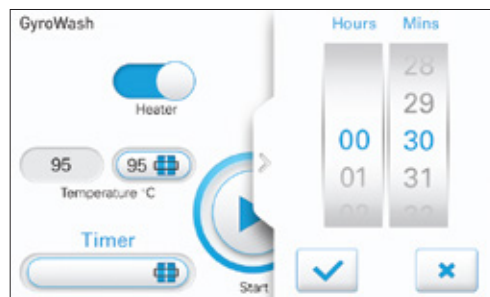 GyroWash
Hours Mins
28
29
00 30
01 31
Heater
95 95
Temperature °C
Timer
Start